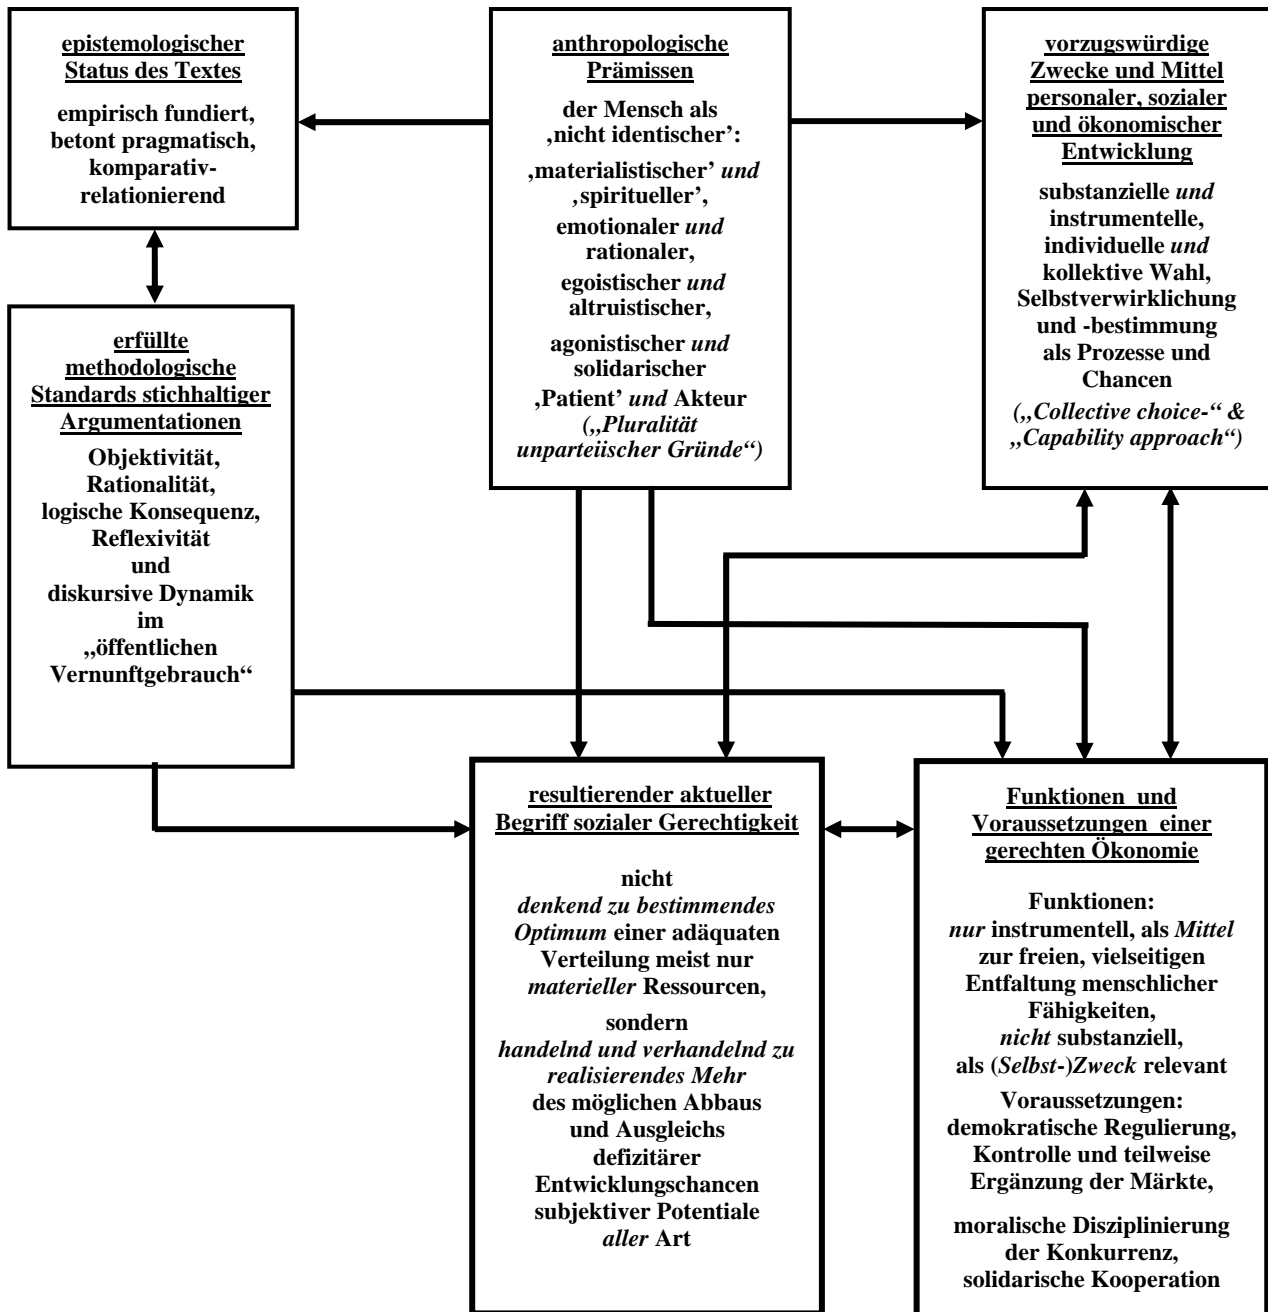 epistemologischer
Status des Textes
empirisch fundiert,
betont pragmatisch,
komparativ-
relationierend
anthropologische
Prämissen
der Mensch als
‚nicht identischer’:
‚materialistischer’ und
‚spiritueller’,
emotionaler und
rationaler,
egoistischer und
altruistischer,
agonistischer und
solidarischer
‚Patient’ und Akteur
(„Pluralität
unparteiischer Gründe“)
vorzugswürdige
Zwecke und Mittel
personaler, sozialer
und ökonomischer
Entwicklung
substanzielle und
instrumentelle,
individuelle und
kollektive Wahl,
Selbstverwirklichung
und -bestimmung
als Prozesse und
Chancen
(„Collective choice-“ &
„Capability approach“)
erfüllte
methodologische
Standards stichhaltiger
Argumentationen
Objektivität,
Rationalität,
logische Konsequenz,
Reflexivität
und
diskursive Dynamik
im
„öffentlichen
Vernunftgebrauch“
resultierender aktueller
Begriff sozialer Gerechtigkeit
nicht
denkend zu bestimmendes
Optimum einer adäquaten
Verteilung meist nur
materieller Ressourcen,
sondern
handelnd und verhandelnd zu
realisierendes Mehr
des möglichen Abbaus
und Ausgleichs
defizitärer
Entwicklungschancen
subjektiver Potentiale
aller Art
Funktionen und
Voraussetzungen einer
gerechten Ökonomie
Funktionen:
nur instrumentell, als Mittel
zur freien, vielseitigen
Entfaltung menschlicher
Fähigkeiten,
nicht substanziell,
als (Selbst-)Zweck relevant
Voraussetzungen:
demokratische Regulierung,
Kontrolle und teilweise
Ergänzung der Märkte,
moralische Disziplinierung
der Konkurrenz,
solidarische Kooperation